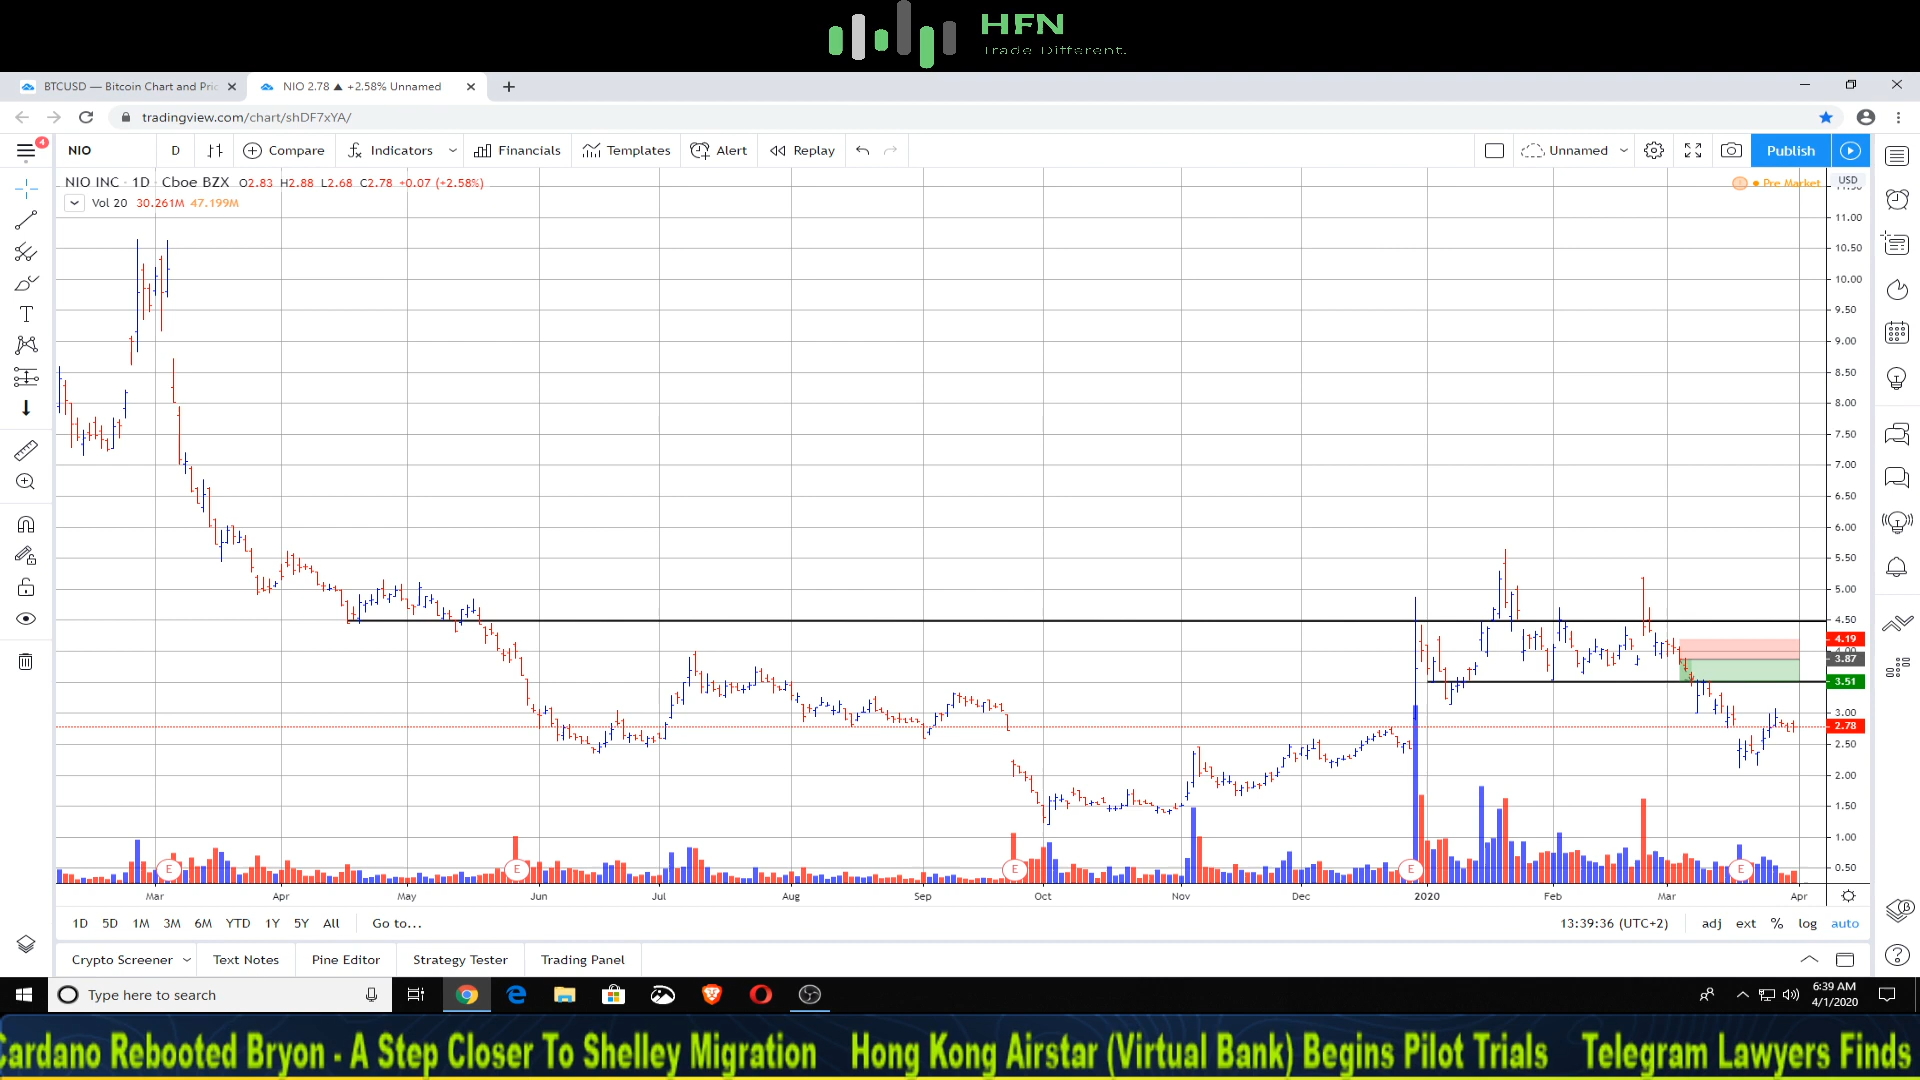 HFN
Trade Different.
BTCUSD — Bitcoin Chart and Pric
NIO 2.78 ▲ +2.58% Unnamed
tradingview.com/chart/shDF7xYA/
4
NIO D Compare Indicators Financials Templates Alert Replay Unnamed Publish
NIO INC · 1D · Cboe BZX O2.83 H2.88 L2.68 C2.78 +0.07 (+2.58%)
Pre Market
USD
Vol 20 30.261M 47.199M
11.00
10.50
10.00
9.50
9.00
8.50
8.00
7.50
7.00
6.50
6.00
5.50
5.00
4.50
4.19
4.00
3.87
3.51
3.00
2.78
2.50
2.00
1.50
1.00
0.50
E E E E E
Mar Apr May Jun Jul Aug Sep Oct Nov Dec 2020 Feb Mar Apr
1D 5D 1M 3M 6M YTD 1Y 5Y All Go to... 13:39:36 (UTC+2) adj ext % log auto
Crypto Screener Text Notes Pine Editor Strategy Tester Trading Panel
Type here to search
6:39 AM
4/1/2020
Cardano Rebooted Bryon - A Step Closer To Shelley Migration Hong Kong Airstar (Virtual Bank) Begins Pilot Trials Telegram Lawyers Finds